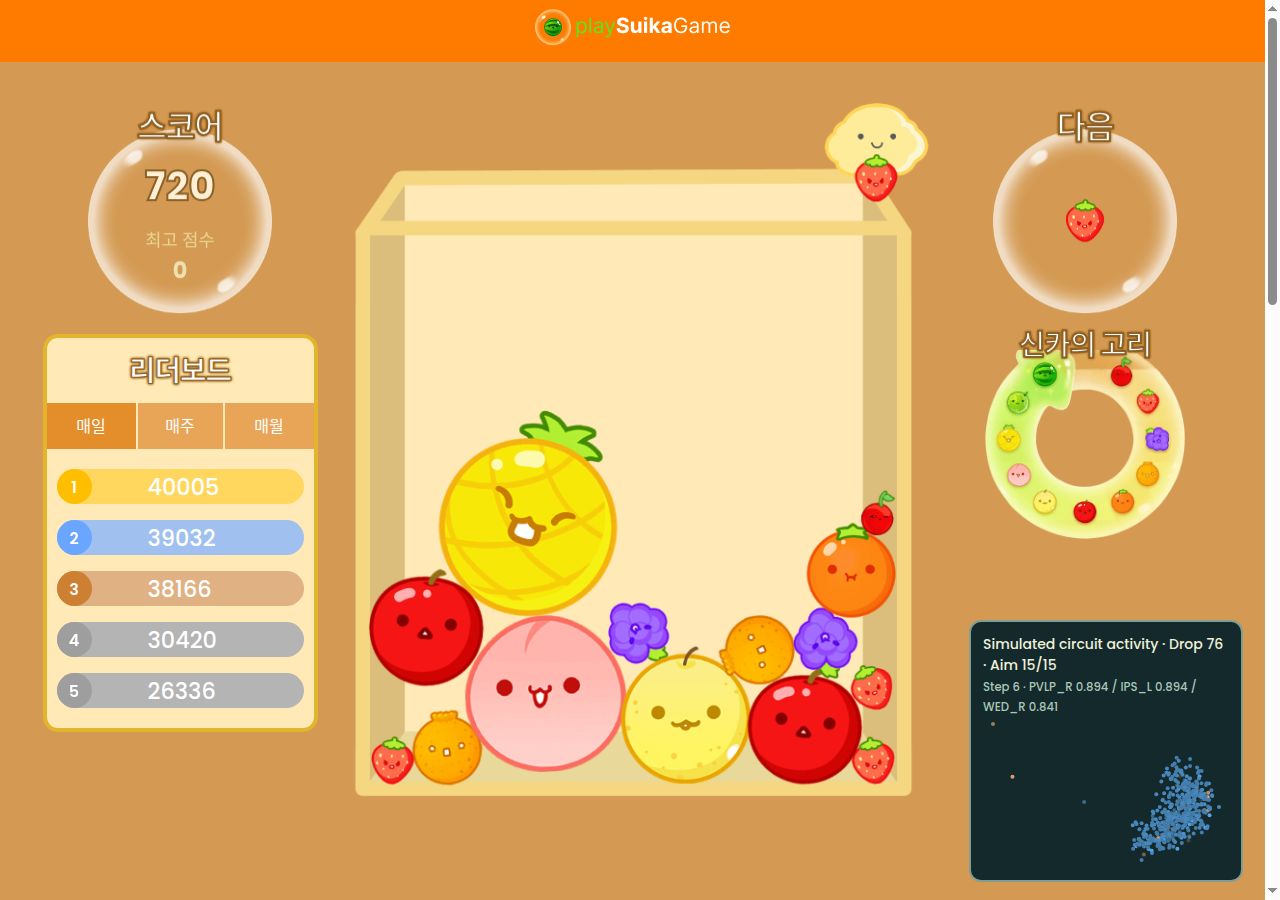 playSuikaGame
스코어
720
최고 점수
0
다음
리더보드
매일 매주 매월
1 40005
2 39032
3 38166
4 30420
5 26336
신카의 고리
Simulated circuit activity · Drop 76
· Aim 15/15
Step 6 · PVLP_R 0.894 / IPS_L 0.894 /
WED_R 0.841